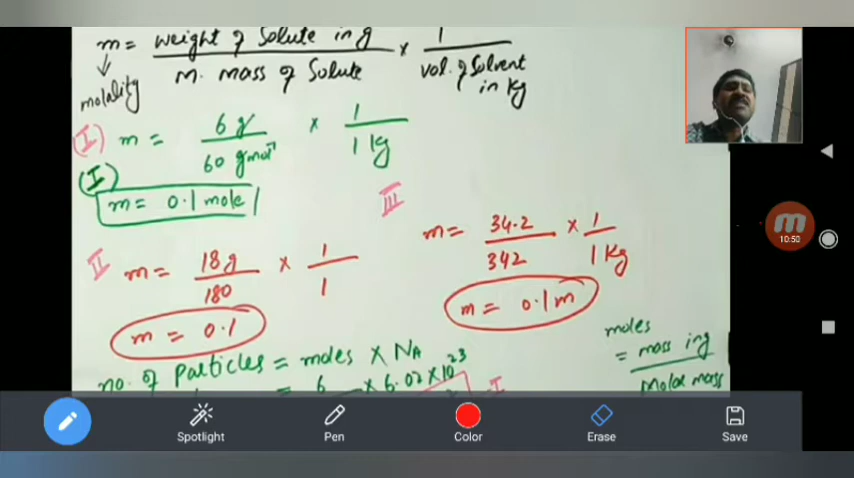 m = weight of Solute in g / M. mass of Solute × 1 / vol. of Solvent in Kg
molality
(I) m = 6 g / 60 g mol⁻¹ × 1 / 1 Kg
(I)
m = 0.1 mole
III
m = 34.2 / 342 × 1 / 1 Kg
m = 0.1 m
II m = 18 g / 180 × 1 / 1
m = 0.1
no. of Particles = moles × NA
= 6 × 6.02 × 10²³
I
moles
= mass in g / Molar mass
10:50
Spotlight
Pen
Color
Erase
Save